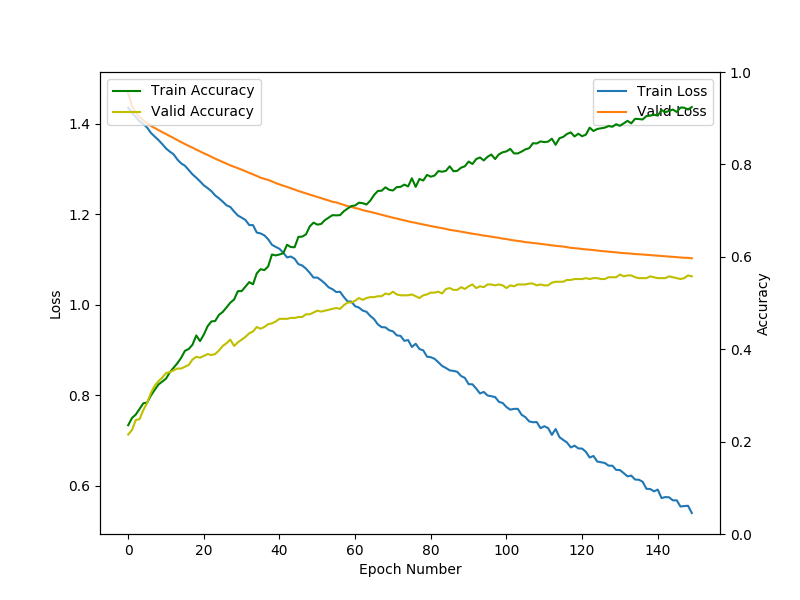 Train Accuracy
Valid Accuracy
Train Loss
Valid Loss
1.4
1.2
1.0
0.8
0.6
Loss
1.0
0.8
0.6
0.4
0.2
0.0
Accuracy
0 20 40 60 80 100 120 140
Epoch Number